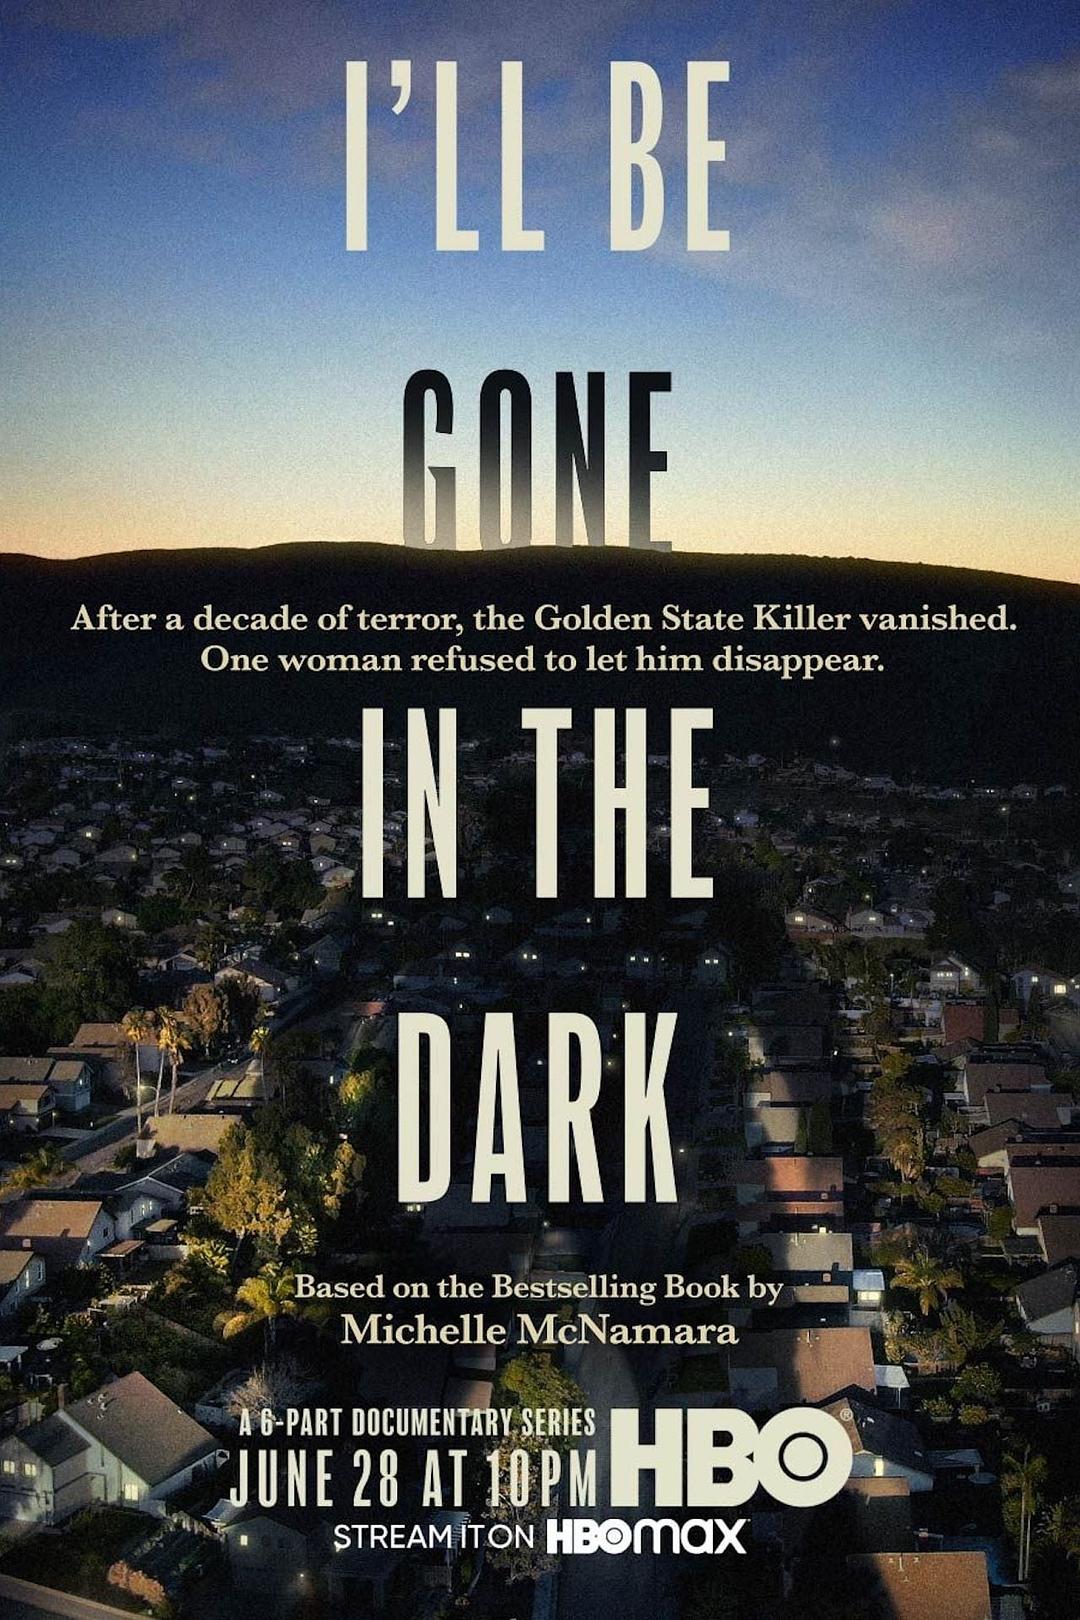 I’LL BE
GONE
After a decade of terror, the Golden State Killer vanished.
One woman refused to let him disappear.
IN THE
DARK
Based on the Bestselling Book by
Michelle McNamara
A 6-PART DOCUMENTARY SERIES
JUNE 28 AT 10PM HBO®
STREAM IT ON HBOMAX